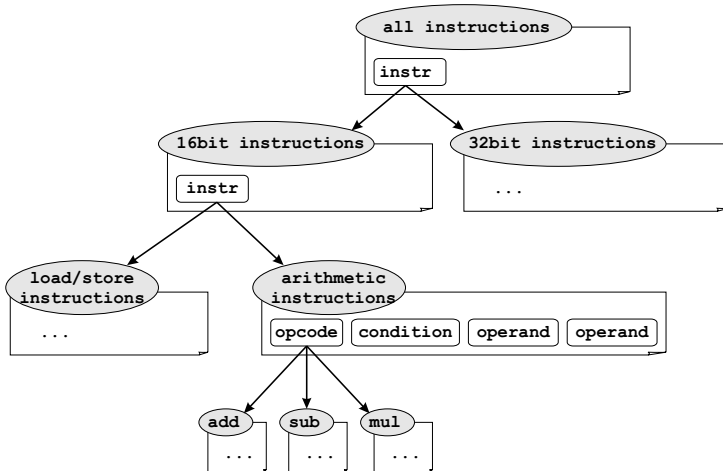 all instructions
instr
16bit instructions
32bit instructions
instr
...
load/store
instructions
arithmetic
instructions
...
opcode condition operand operand
add sub mul
... ... ...